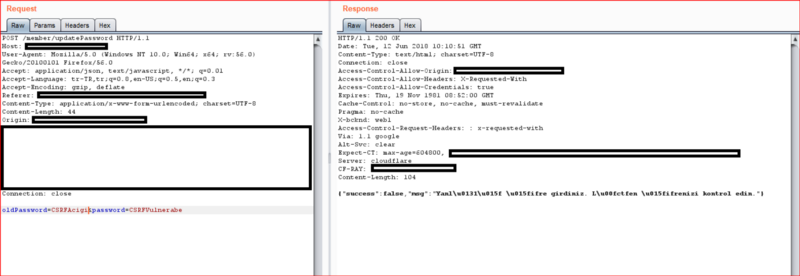 Request
Raw
Params
Headers
Hex
POST /member/updatePassword HTTP/1.1
Host:
User-Agent: Mozilla/5.0 (Windows NT 10.0; Win64; x64; rv:56.0)
Gecko/20100101 Firefox/56.0
Accept: application/json, text/javascript, */*; q=0.01
Accept-Language: tr-TR,tr;q=0.8,en-US;q=0.5,en;q=0.3
Accept-Encoding: gzip, deflate
Referer:
Content-Type: application/x-www-form-urlencoded; charset=UTF-8
Content-Length: 44
Origin:
Connection: close
oldPassword=CSRFAcigi&password=CSRFVulnerabe
Response
Raw
Headers
Hex
HTTP/1.1 200 OK
Date: Tue, 12 Jun 2018 10:10:51 GMT
Content-Type: text/html; charset=UTF-8
Connection: close
Access-Control-Allow-Origin:
Access-Control-Allow-Headers: X-Requested-With
Access-Control-Allow-Credentials: true
Expires: Thu, 19 Nov 1981 08:52:00 GMT
Cache-Control: no-store, no-cache, must-revalidate
Pragma: no-cache
X-bcknd: web1
Access-Control-Request-Headers: : x-requested-with
Via: 1.1 google
Alt-Svc: clear
Expect-CT: max-age=604800,
Server: cloudflare
CF-RAY:
Content-Length: 104
{"success":false,"msg":"Yanl\u0131\u015f \u015fifre girdiniz. L\u00fctfen \u015fifrenizi kontrol edin."}